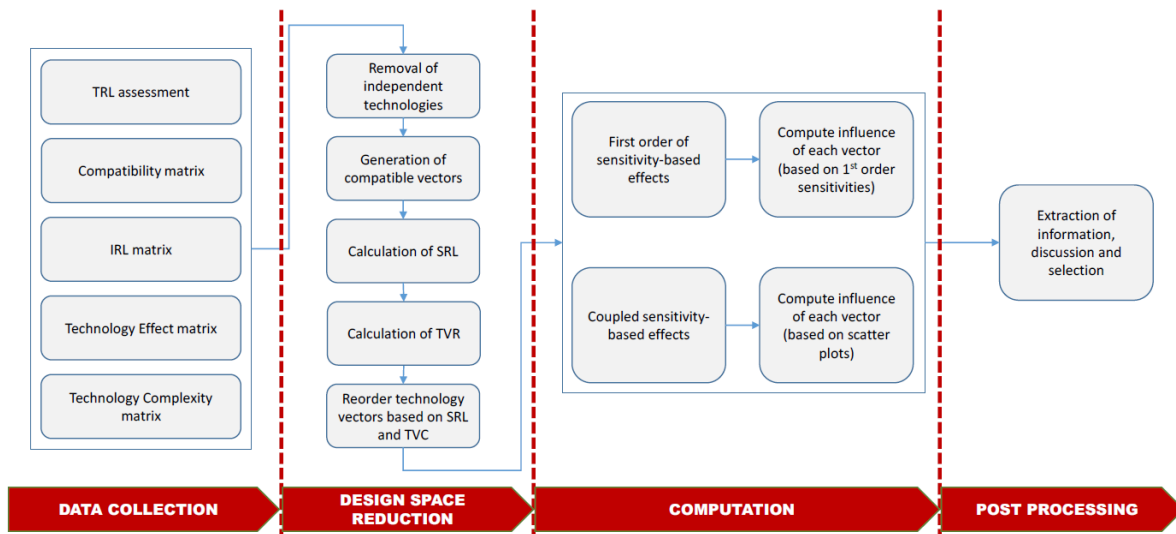 TRL assessment
Compatibility matrix
IRL matrix
Technology Effect matrix
Technology Complexity
matrix
Removal of
independent
technologies
Generation of
compatible vectors
Calculation of SRL
Calculation of TVR
Reorder technology
vectors based on SRL
and TVC
First order of
sensitivity-based
effects
Compute influence
of each vector
(based on 1st order
sensitivities)
Coupled sensitivity-
based effects
Compute influence
of each vector
(based on scatter
plots)
Extraction of
information,
discussion and
selection
DATA COLLECTION
DESIGN SPACE
REDUCTION
COMPUTATION
POST PROCESSING